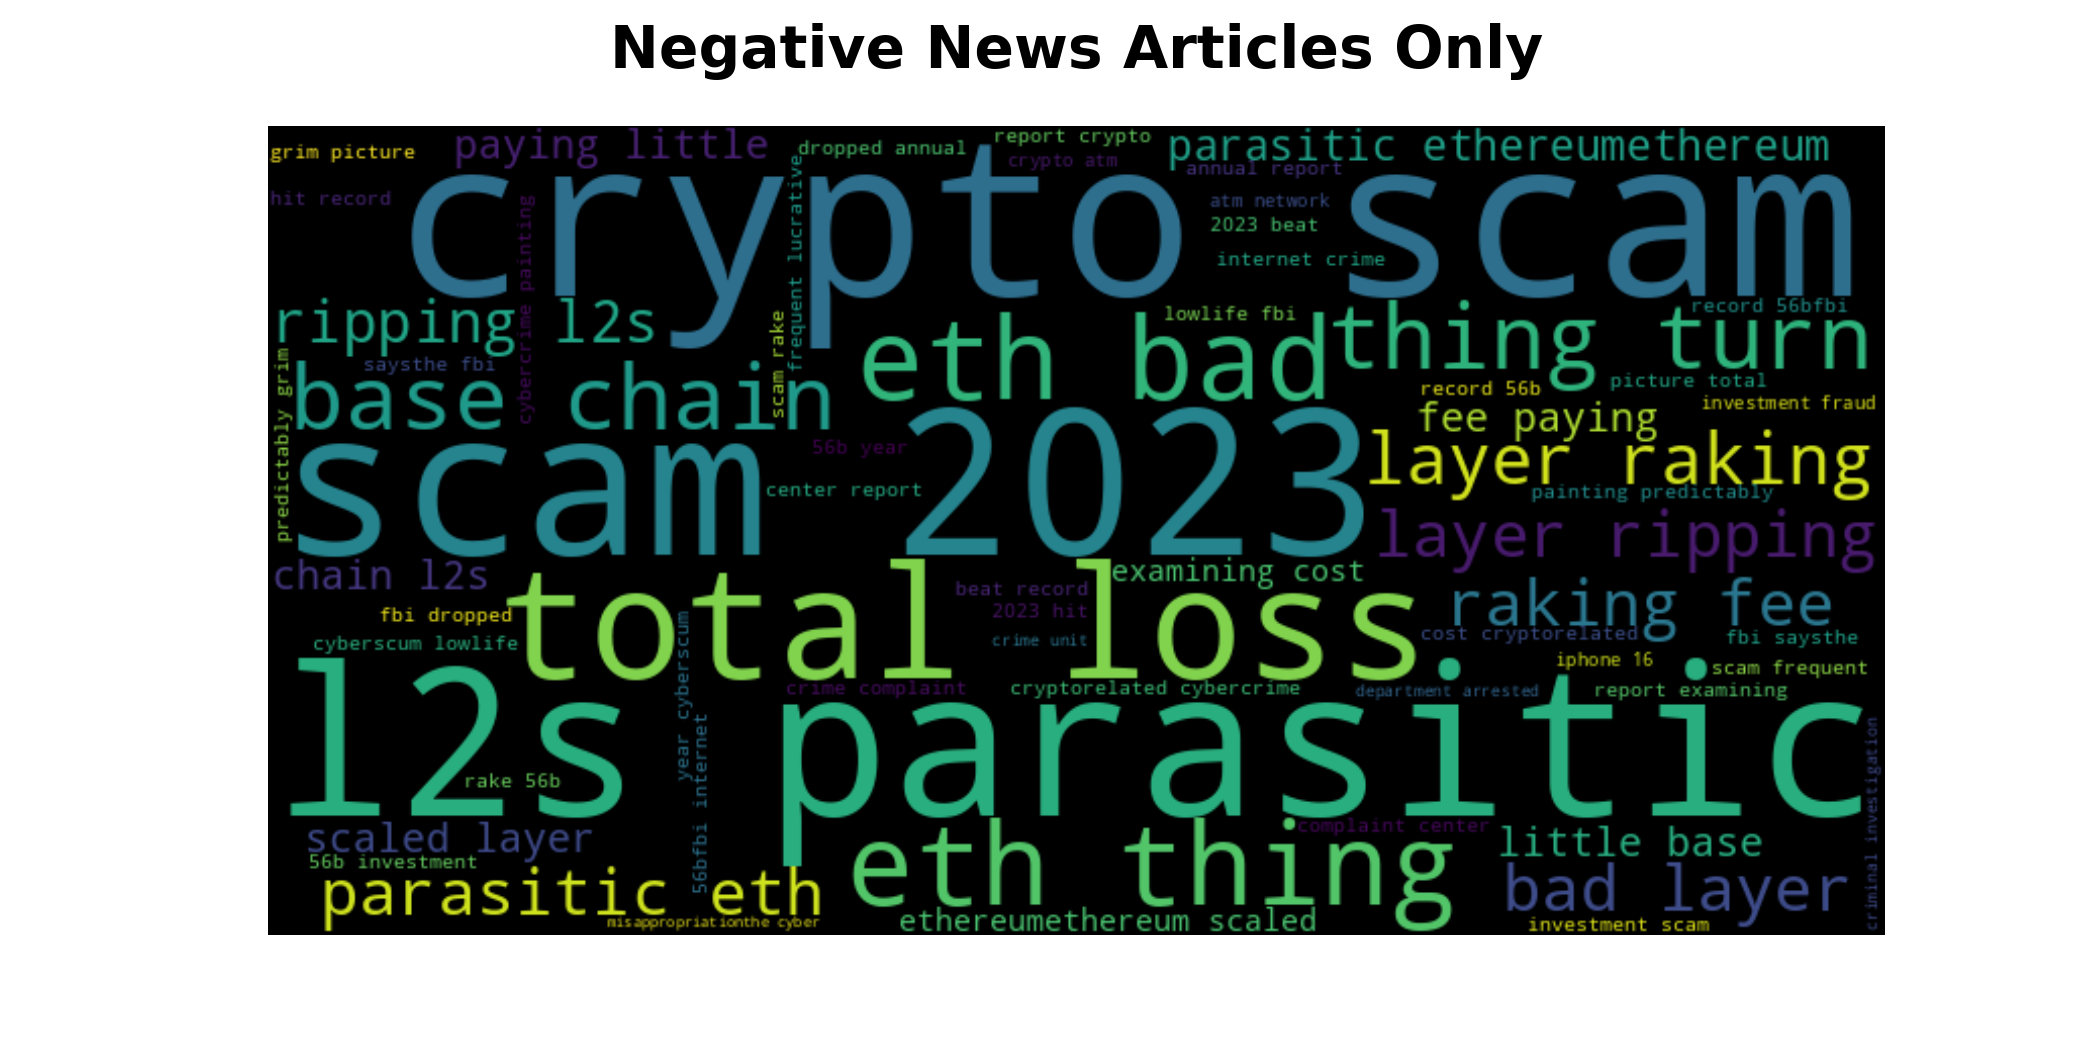 Negative News Articles Only
grim picture
paying little
dropped annual
report crypto
crypto atm
parasitic ethereumethereum
annual report
hit record
crypto scam
atm network
2023 beat
internet crime
cybercrime painting
frequent lucrative
ripping l2s
scam rake
lowlife fbi
record 56bfbi
eth bad
thing turn
saysthe fbi
base chain
predictably grim
record 56b
picture total
investment fraud
fee paying
scam 2023
56b year
layer raking
center report
painting predictably
layer ripping
chain l2s
total loss
examining cost
beat record
2023 hit
raking fee
fbi dropped
crime unit
cost cryptorelated
fbi saysthe
cyberscum lowlife
year cyberscum
iphone 16
scam frequent
l2s parasitic
crime complaint
cryptorelated cybercrime
department arrested
report examining
56bfbi internet
criminal investigation
rake 56b
scaled layer
eth thing
complaint center
little base
56b investment
parasitic eth
bad layer
misappropriationthe cyber
ethereumethereum scaled
investment scam